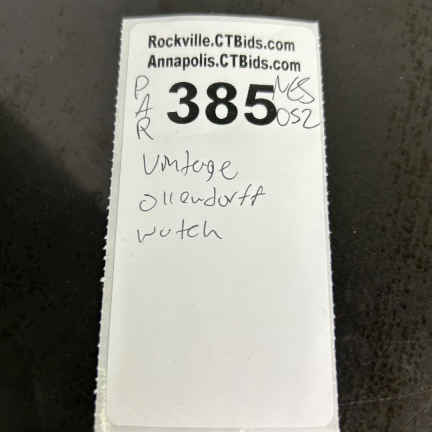 Rockville.CTBids.com
Annapolis.CTBids.com
PAR
385
MES
052
Vintage
Ollendorff
watch